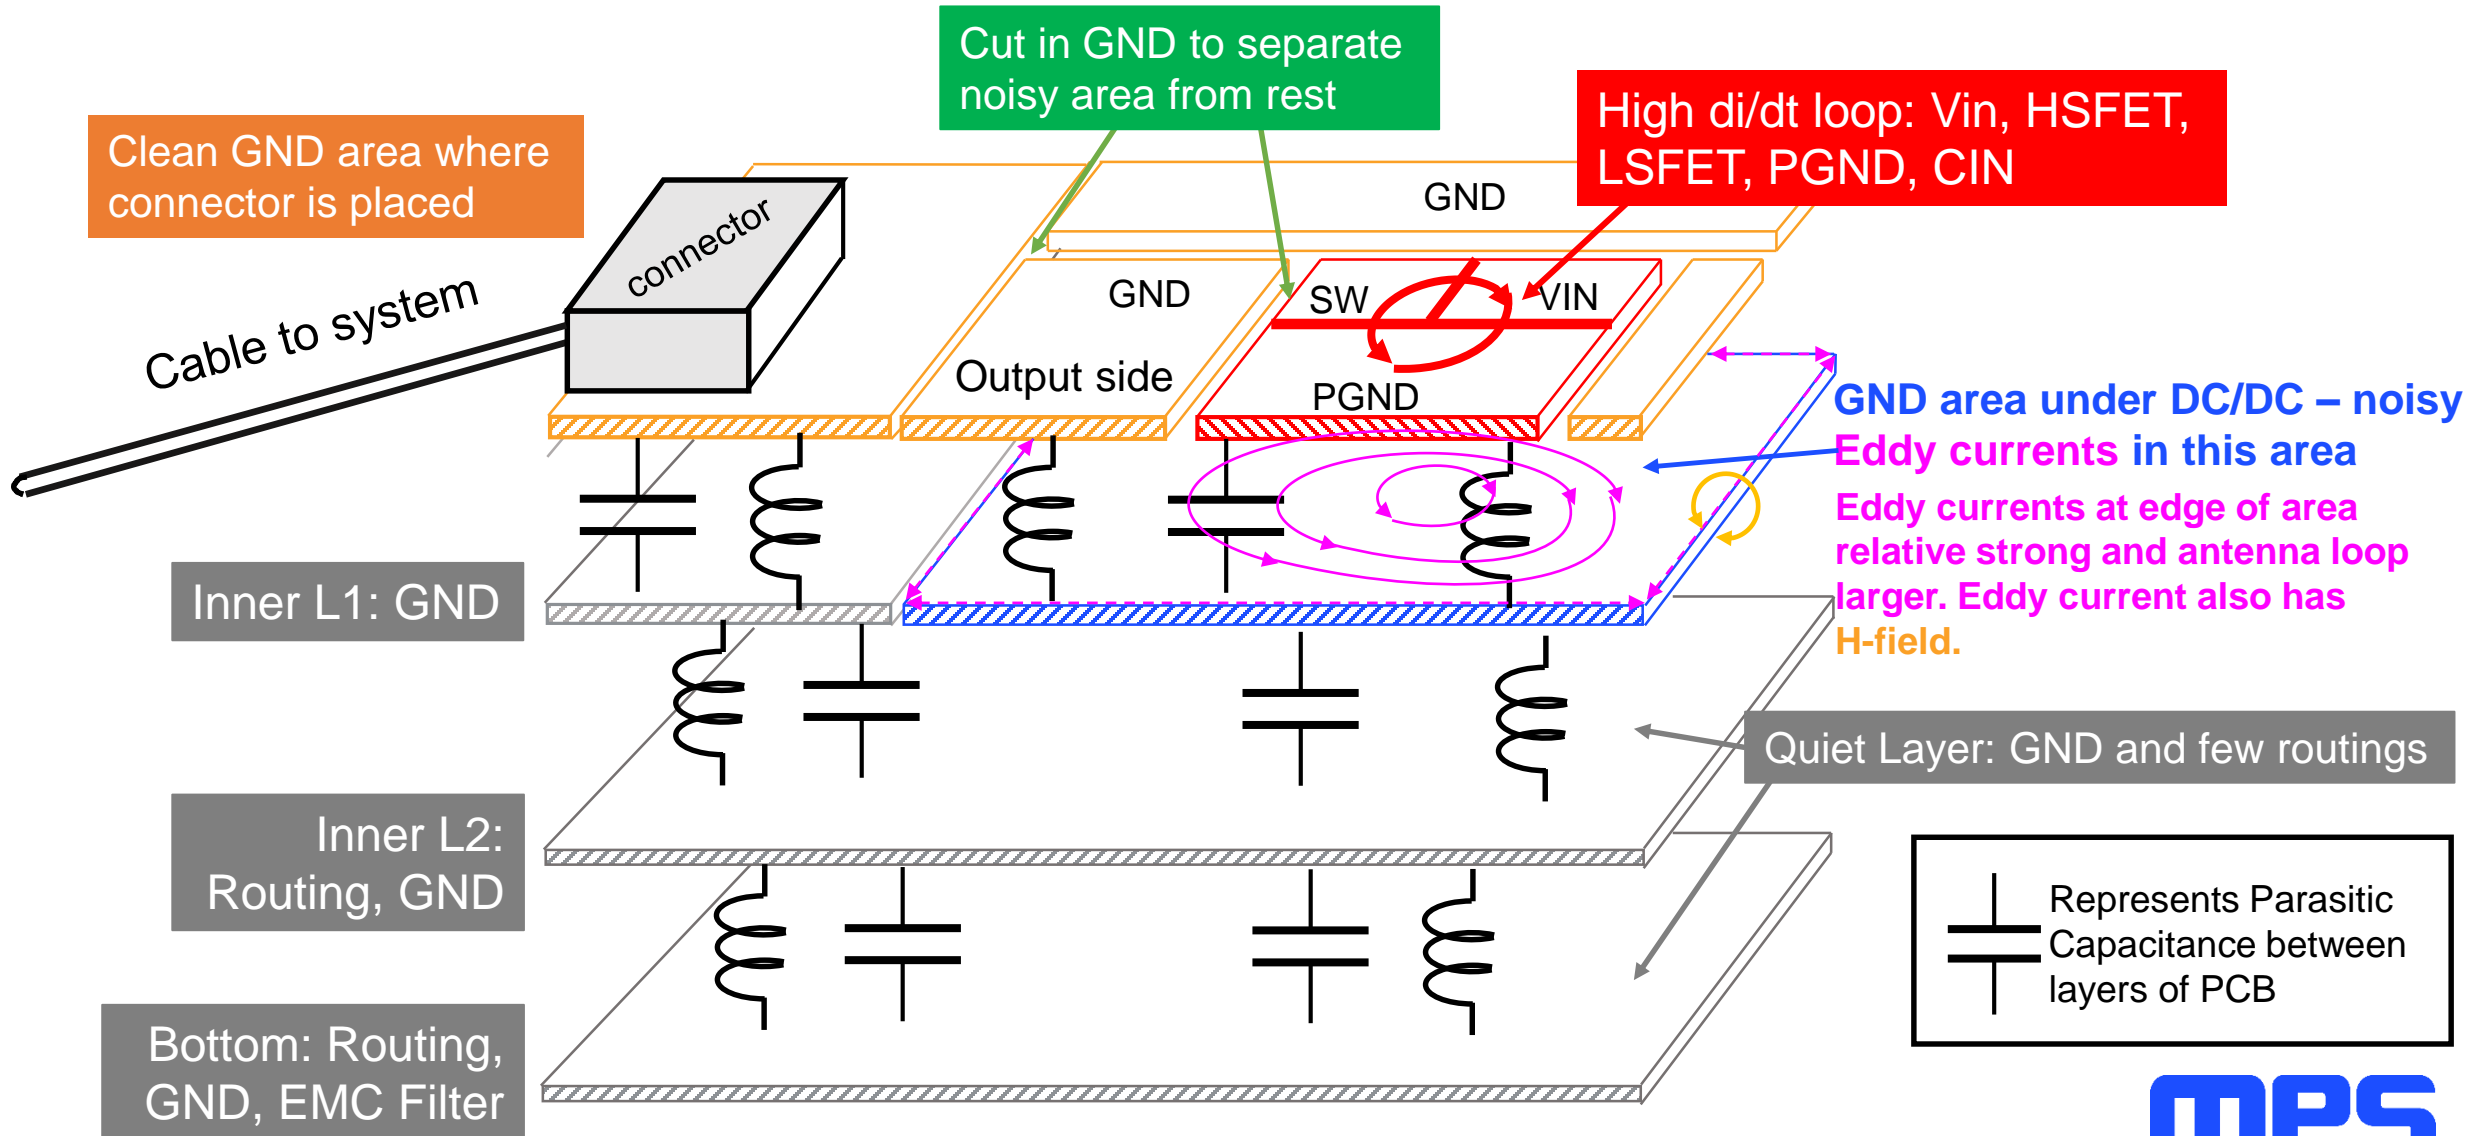 Cut in GND to separate
noisy area from rest
High di/dt loop: Vin, HSFET,
LSFET, PGND, CIN
Clean GND area where
connector is placed
GND
connector
GND
SW
VIN
Cable to system
Output side
PGND
GND area under DC/DC – noisy
Eddy currents in this area
Eddy currents at edge of area
relative strong and antenna loop
larger. Eddy current also has
H-field.
Inner L1: GND
Quiet Layer: GND and few routings
Inner L2:
Routing, GND
Represents Parasitic
Capacitance between
layers of PCB
Bottom: Routing,
GND, EMC Filter
mps